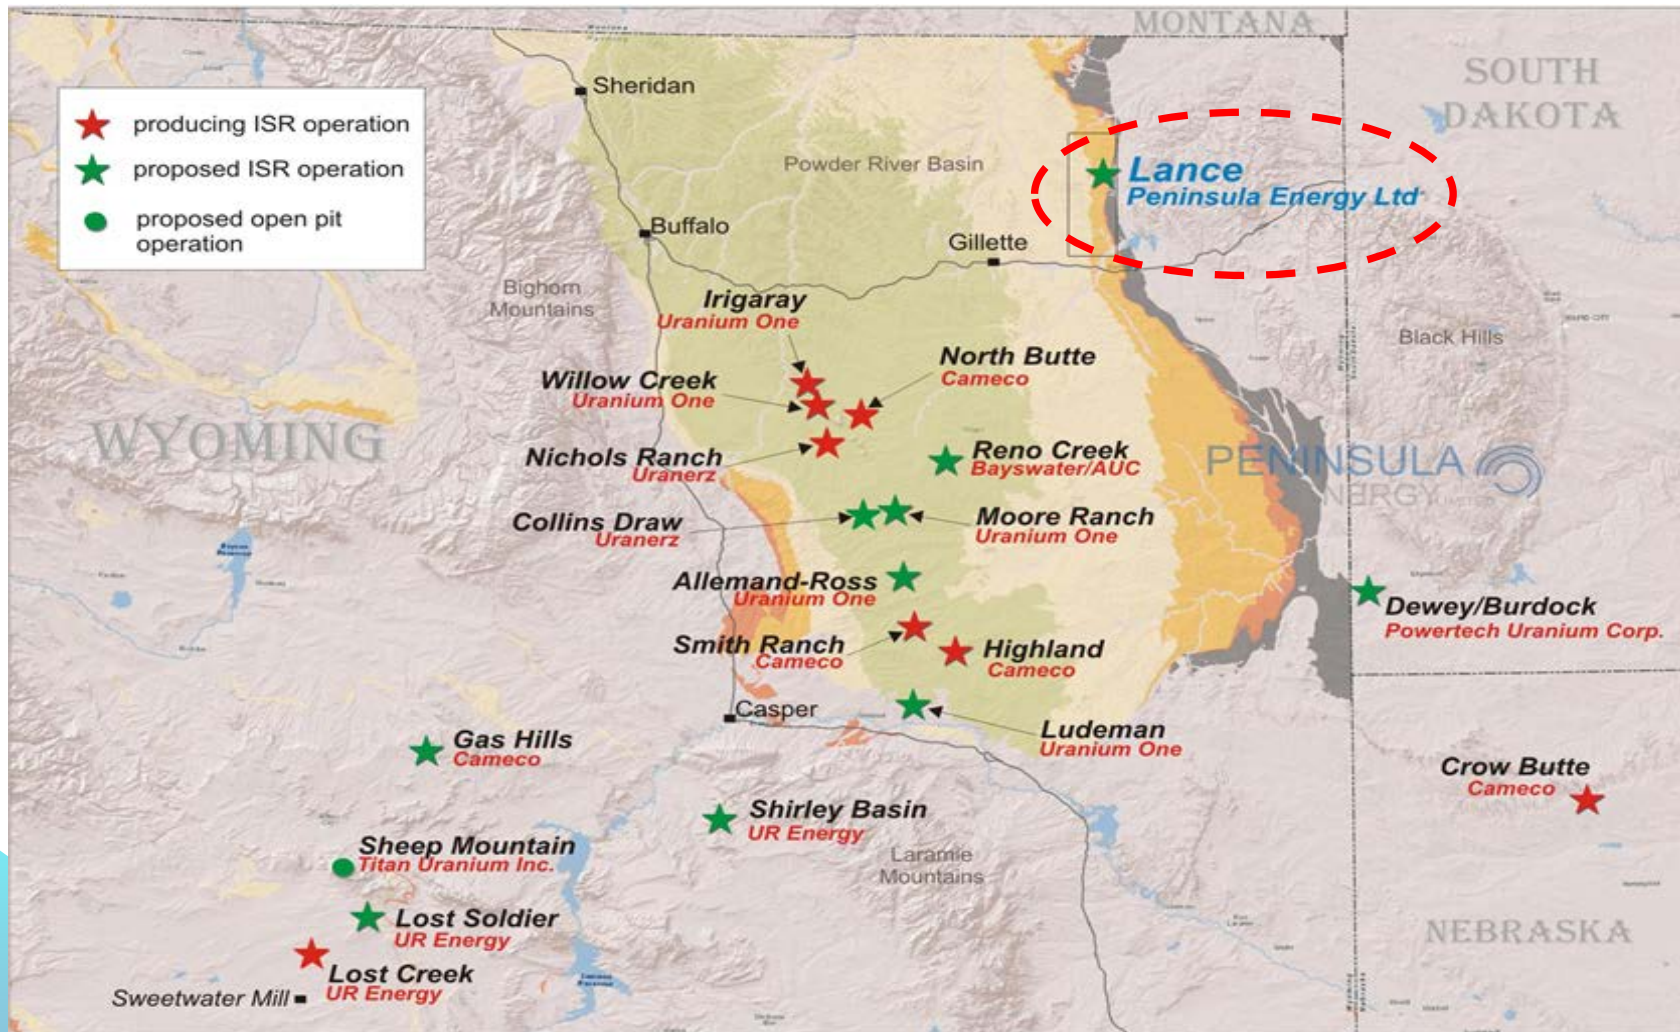 MONTANA
SOUTH
DAKOTA
Sheridan
producing ISR operation
proposed ISR operation
proposed open pit
operation
Powder River Basin
Lance
Peninsula Energy Ltd
Buffalo
Gillette
Bighorn
Mountains
Irigaray
Uranium One
Black Hills
North Butte
Cameco
Willow Creek
Uranium One
WYOMING
Nichols Ranch
Uranerz
Reno Creek
Bayswater/AUC
PENINSULA
Collins Draw
Uranerz
Moore Ranch
Uranium One
Allemand-Ross
Uranium One
Dewey/Burdock
Powertech Uranium Corp.
Smith Ranch
Cameco
Highland
Cameco
Casper
Ludeman
Uranium One
Gas Hills
Cameco
Crow Butte
Cameco
Shirley Basin
UR Energy
Sheep Mountain
Titan Uranium Inc.
Laramie
Mountains
Lost Soldier
UR Energy
NEBRASKA
Lost Creek
UR Energy
Sweetwater Mill